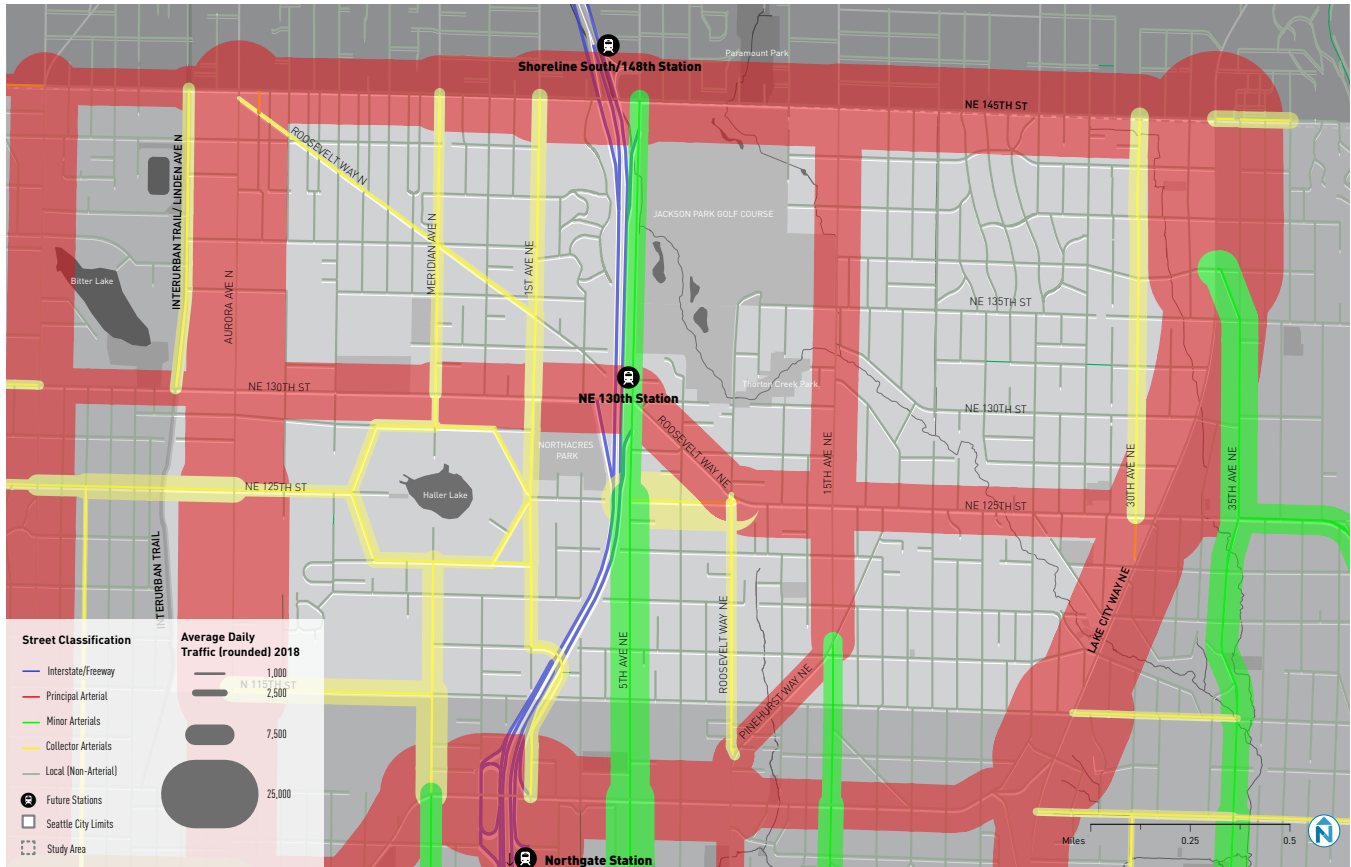 Shoreline South/148th Station
Paramount Park
NE 145TH ST
ROOSEVELT WAY N
INTERURBAN TRAIL/ LINDEN AVE N
AURORA AVE N
MERIDIAN AVE N
1ST AVE NE
JACKSON PARK GOLF COURSE
Bitter Lake
NE 135TH ST
NE 130TH ST
NE 130th Station
Thorton Creek Park
NE 130TH ST
ROOSEVELT WAY NE
NORTHACRES
PARK
15TH AVE NE
30TH AVE NE
35TH AVE NE
NE 125TH ST
Haller Lake
NE 125TH ST
INTERURBAN TRAIL
LAKE CITY WAY NE
5TH AVE NE
ROOSEVELT WAY NE
PINEHURST WAY NE
N 115TH ST
Northgate Station
Street Classification
Interstate/Freeway
Principal Arterial
Minor Arterials
Collector Arterials
Local (Non-Arterial)
Future Stations
Seattle City Limits
Study Area
Average Daily
Traffic (rounded) 2018
1,000
2,500
7,500
25,000
Miles
0.25
0.5
N